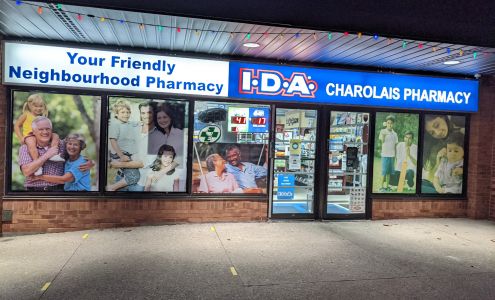 Your Friendly
Neighbourhood Pharmacy
I·D·A·
CHAROLAIS PHARMACY